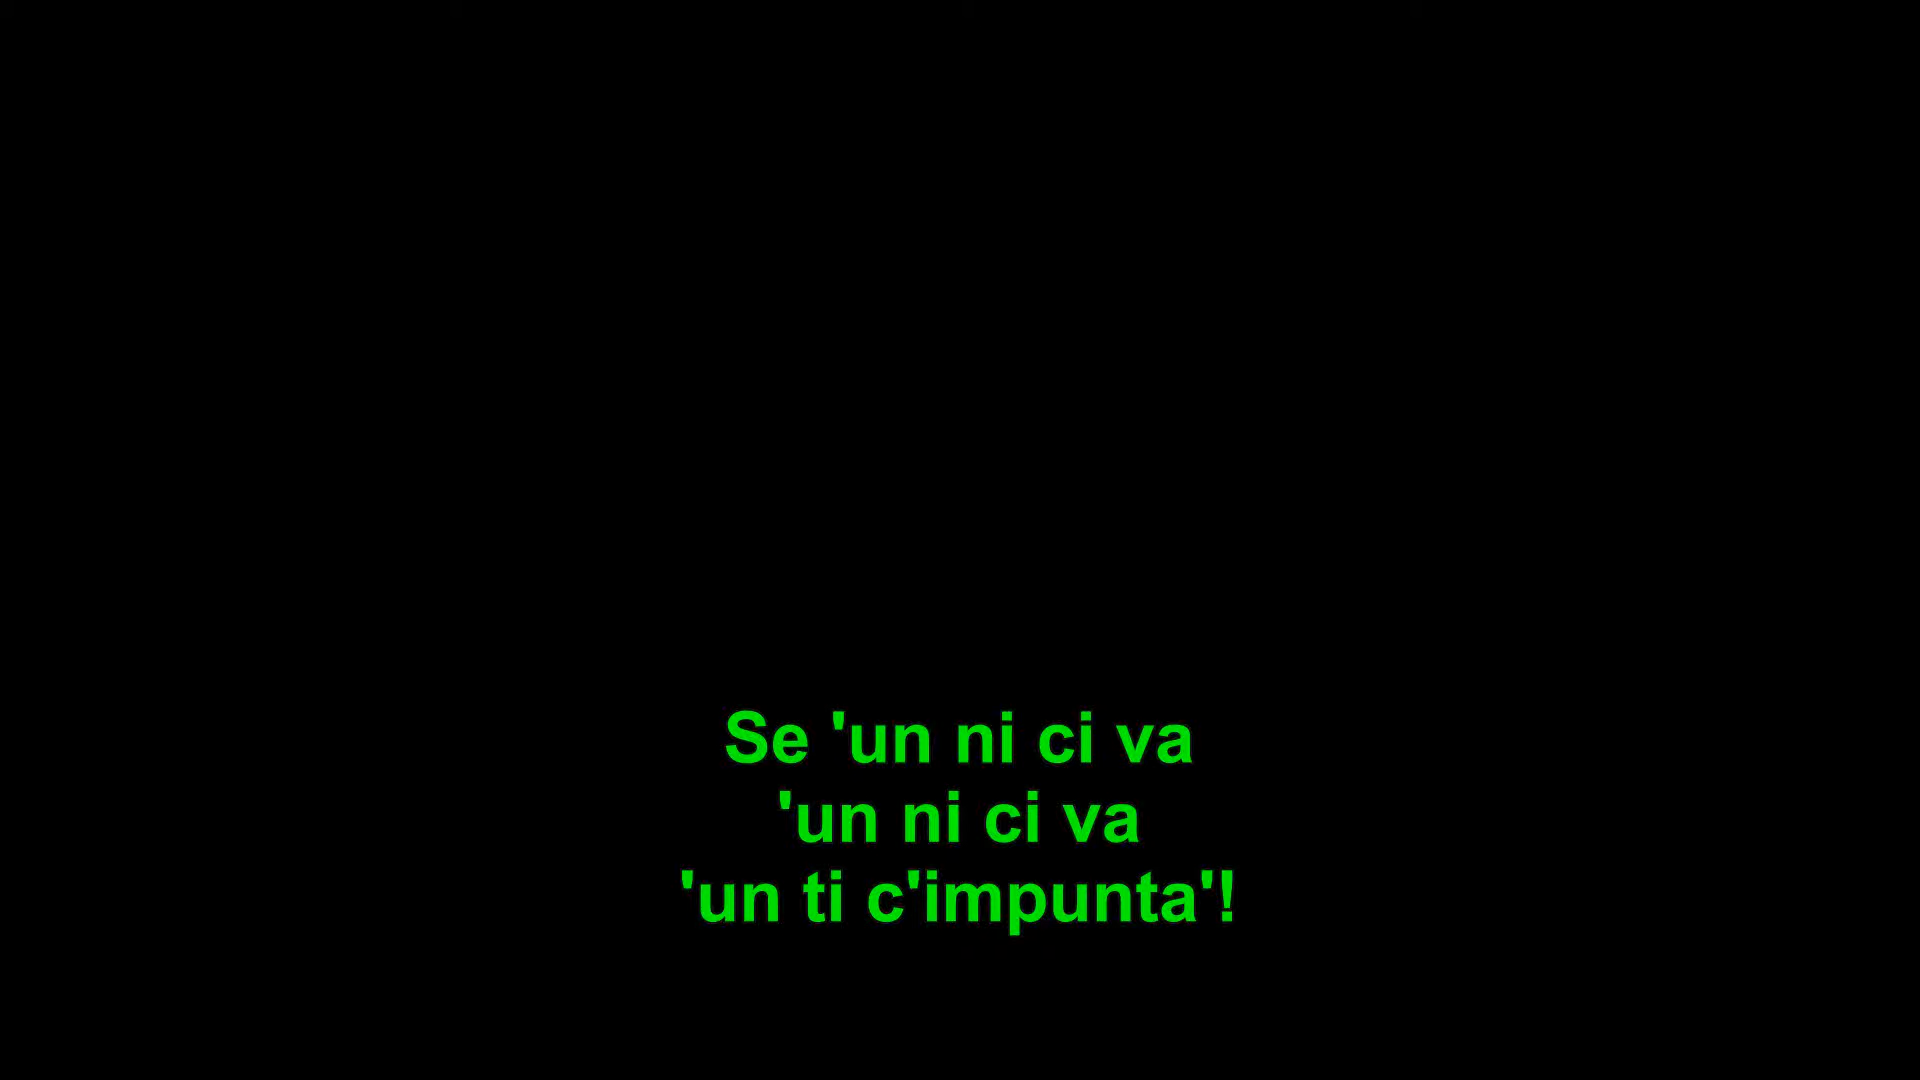 Se 'un ni ci va
'un ni ci va
'un ti c'impunta'!